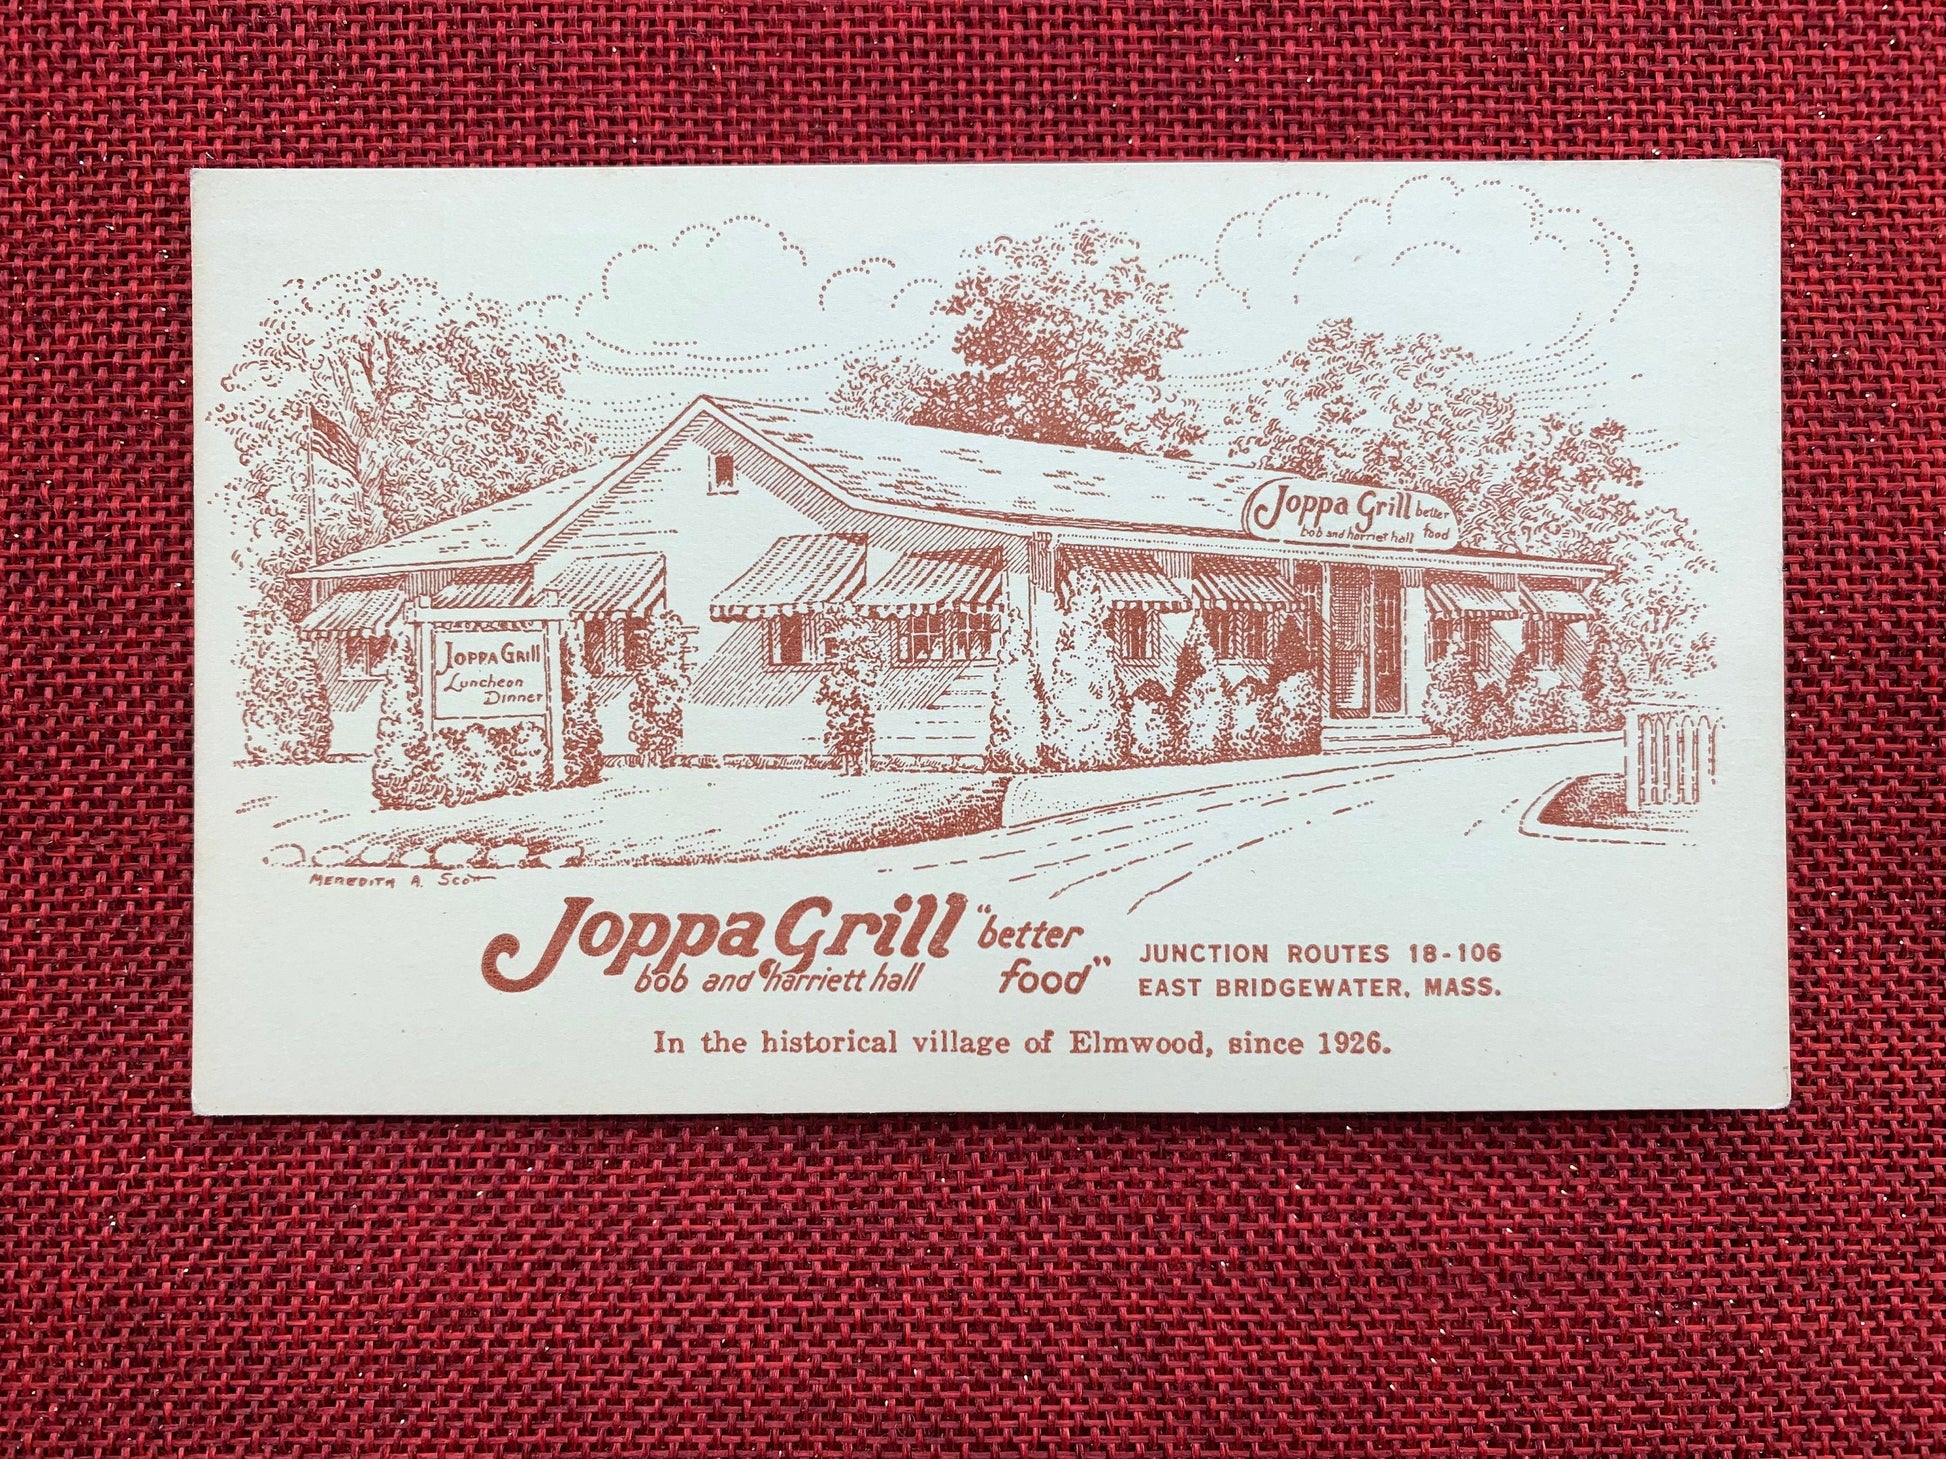 Joppa Grill better
bob and harriet hall food
JOPPA GRILL
Luncheon
Dinner
MEREDITH A. SCOTT
Joppa Grill "better
bob and harriett hall food"
JUNCTION ROUTES 18-106
EAST BRIDGEWATER, MASS.
In the historical village of Elmwood, since 1926.